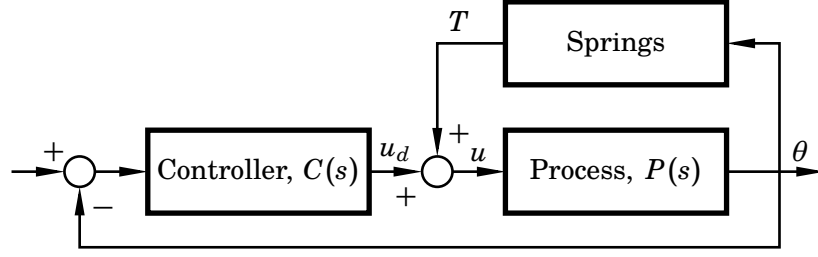 T
Springs
+
Controller, C(s)
u_d
+
+
u
Process, P(s)
θ
−